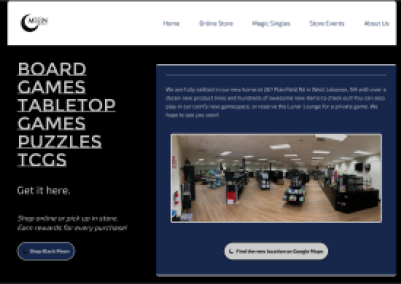 Home Online Store Magic Singles Store Events About Us
BOARD
GAMES
TABLETOP
GAMES
PUZZLES
TCGS
Get it here.
Shop online or pick up in store.
Earn rewards for every purchase!
Shop Black Moon
We are fully settled in our new home at 267 Plainfield Rd in West Lebanon, NH with over a
dozen new product lines and hundreds of awesome new items to check out! You can also
play in our comfy new gamespace, or reserve the Lunar Lounge for a private game. We
hope to see you soon!
Find the new location on Google Maps